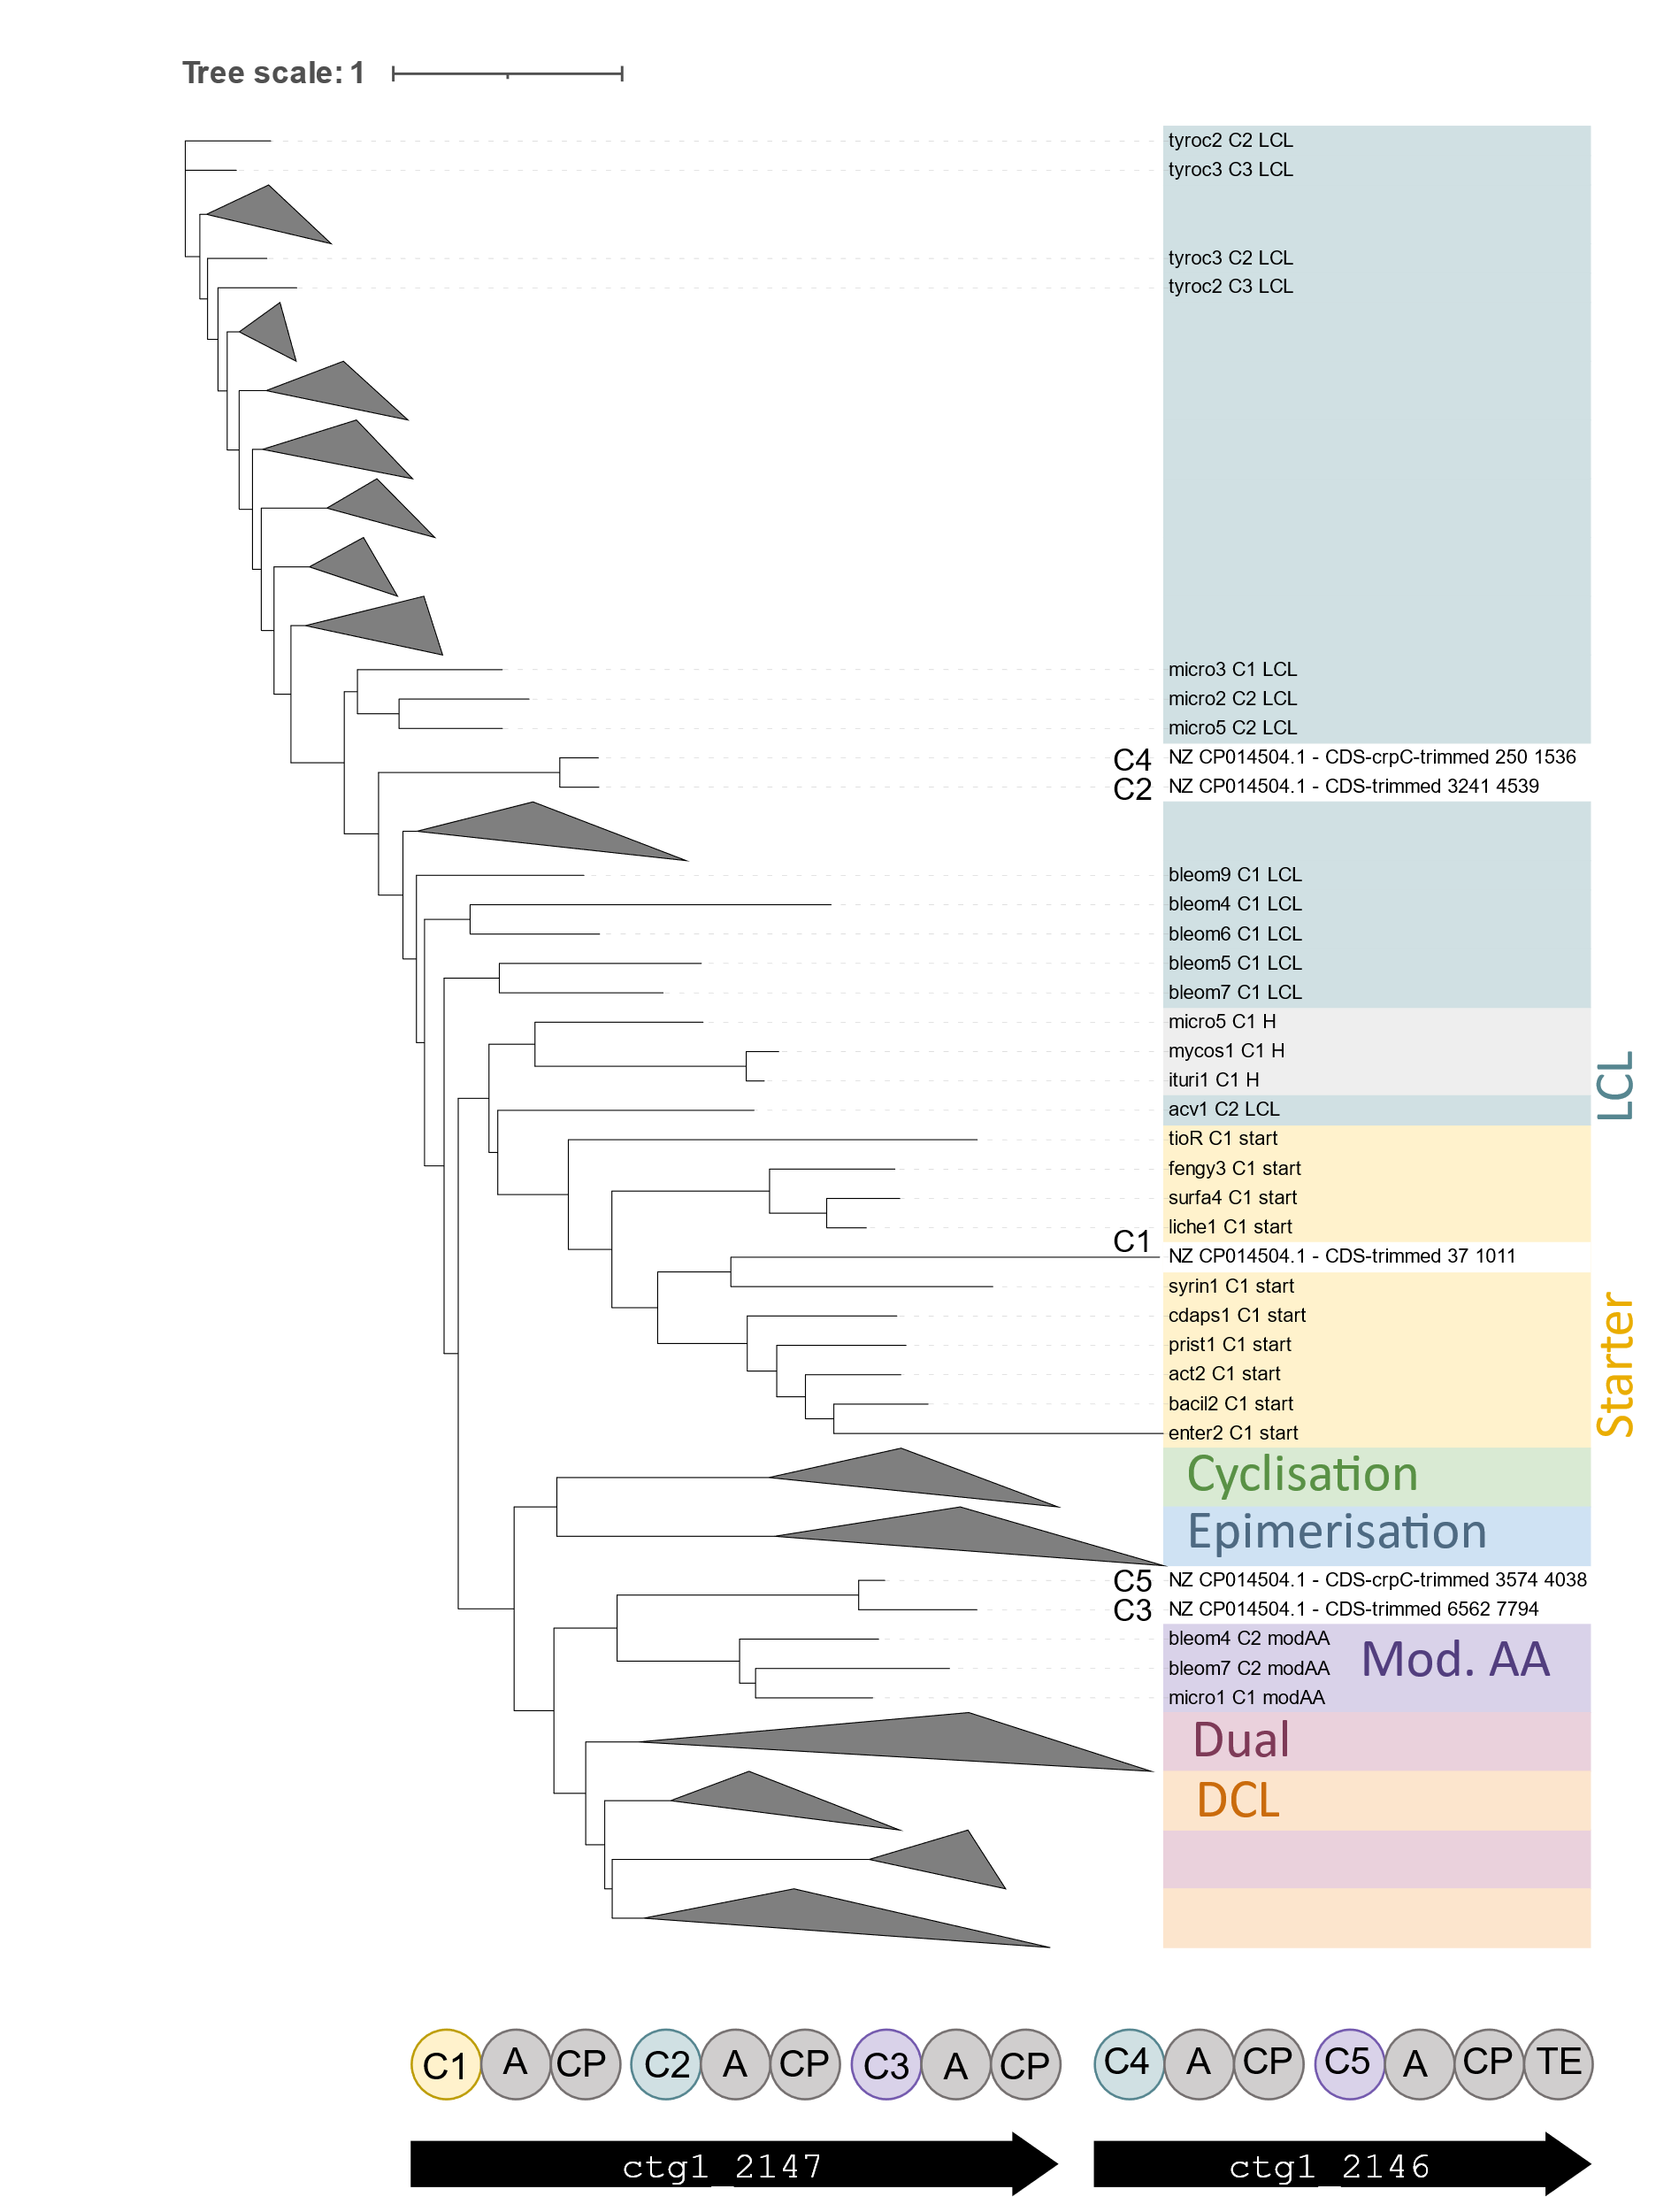 Tree scale: 1
tyroc2 C2 LCL
tyroc3 C3 LCL
tyroc3 C2 LCL
tyroc2 C3 LCL
micro3 C1 LCL
micro2 C2 LCL
micro5 C2 LCL
C4 NZ CP014504.1 - CDS-crpC-trimmed 250 1536
C2 NZ CP014504.1 - CDS-trimmed 3241 4539
bleom9 C1 LCL
bleom4 C1 LCL
bleom6 C1 LCL
bleom5 C1 LCL
bleom7 C1 LCL
micro5 C1 H
mycos1 C1 H
ituri1 C1 H
acv1 C2 LCL
LCL
tioR C1 start
fengy3 C1 start
surfa4 C1 start
liche1 C1 start
C1 NZ CP014504.1 - CDS-trimmed 37 1011
syrin1 C1 start
cdaps1 C1 start
prist1 C1 start
act2 C1 start
bacil2 C1 start
enter2 C1 start
Starter
Cyclisation
Epimerisation
C5 NZ CP014504.1 - CDS-crpC-trimmed 3574 4038
C3 NZ CP014504.1 - CDS-trimmed 6562 7794
bleom4 C2 modAA
bleom7 C2 modAA
micro1 C1 modAA
Mod. AA
Dual
DCL
C1 A CP C2 A CP C3 A CP C4 A CP C5 A CP TE
ctg1_2147 ctg1_2146